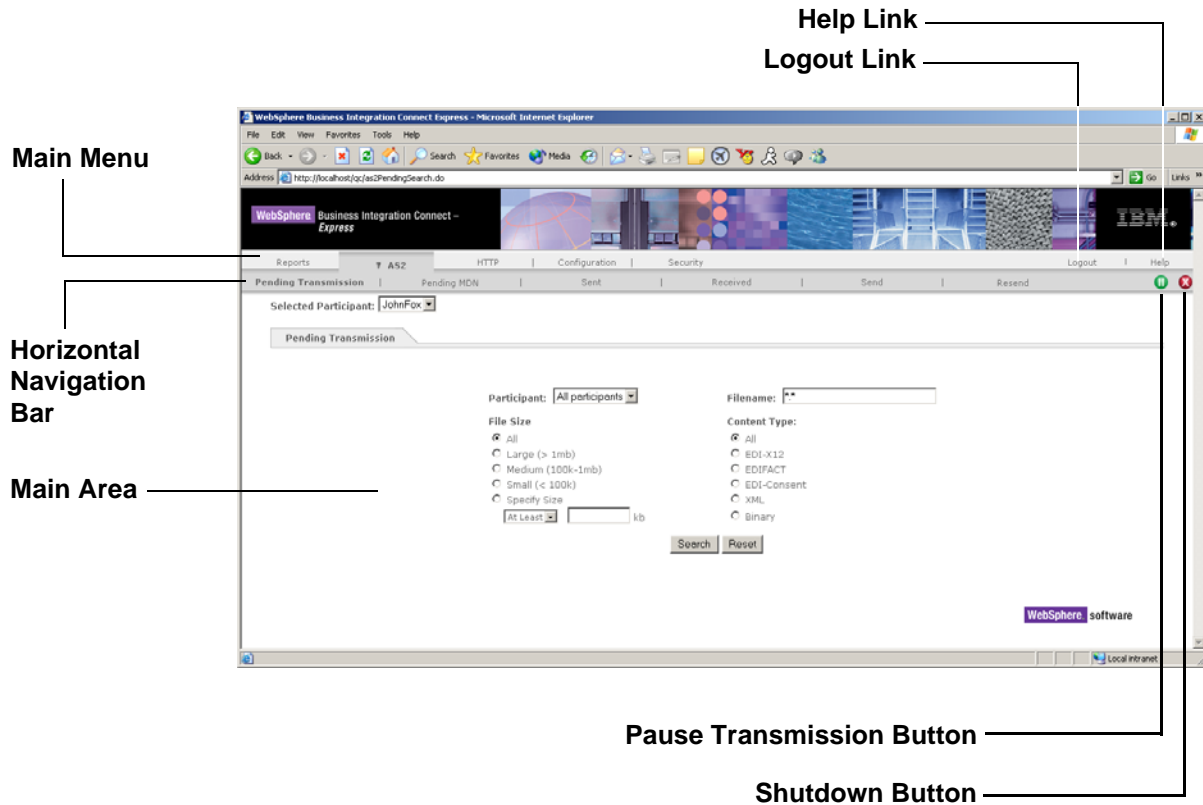 Help Link
Logout Link
WebSphere Business Integration Connect Express - Microsoft Internet Explorer
File Edit View Favorites Tools Help
Back Search Favorites Media
Address http://localhost/qc/as2PendingSearch.do Go Links »
Main Menu
WebSphere. Business Integration Connect – Express
IBM.
Reports ? AS2 HTTP | Configuration | Security Logout | Help
Pending Transmission | Pending MDN | Sent | Received | Send | Resend
Selected Participant: JohnFox
Pending Transmission
Horizontal
Navigation
Bar
Participant: All participants Filename: *.*
File Size Content Type:
All All
Large (> 1mb) EDI-X12
Medium (100k-1mb) EDIFACT
Small (< 100k) EDI-Consent
Specify Size XML
At Least kb Binary
Main Area
Search Reset
WebSphere. software
Local intranet
Pause Transmission Button
Shutdown Button